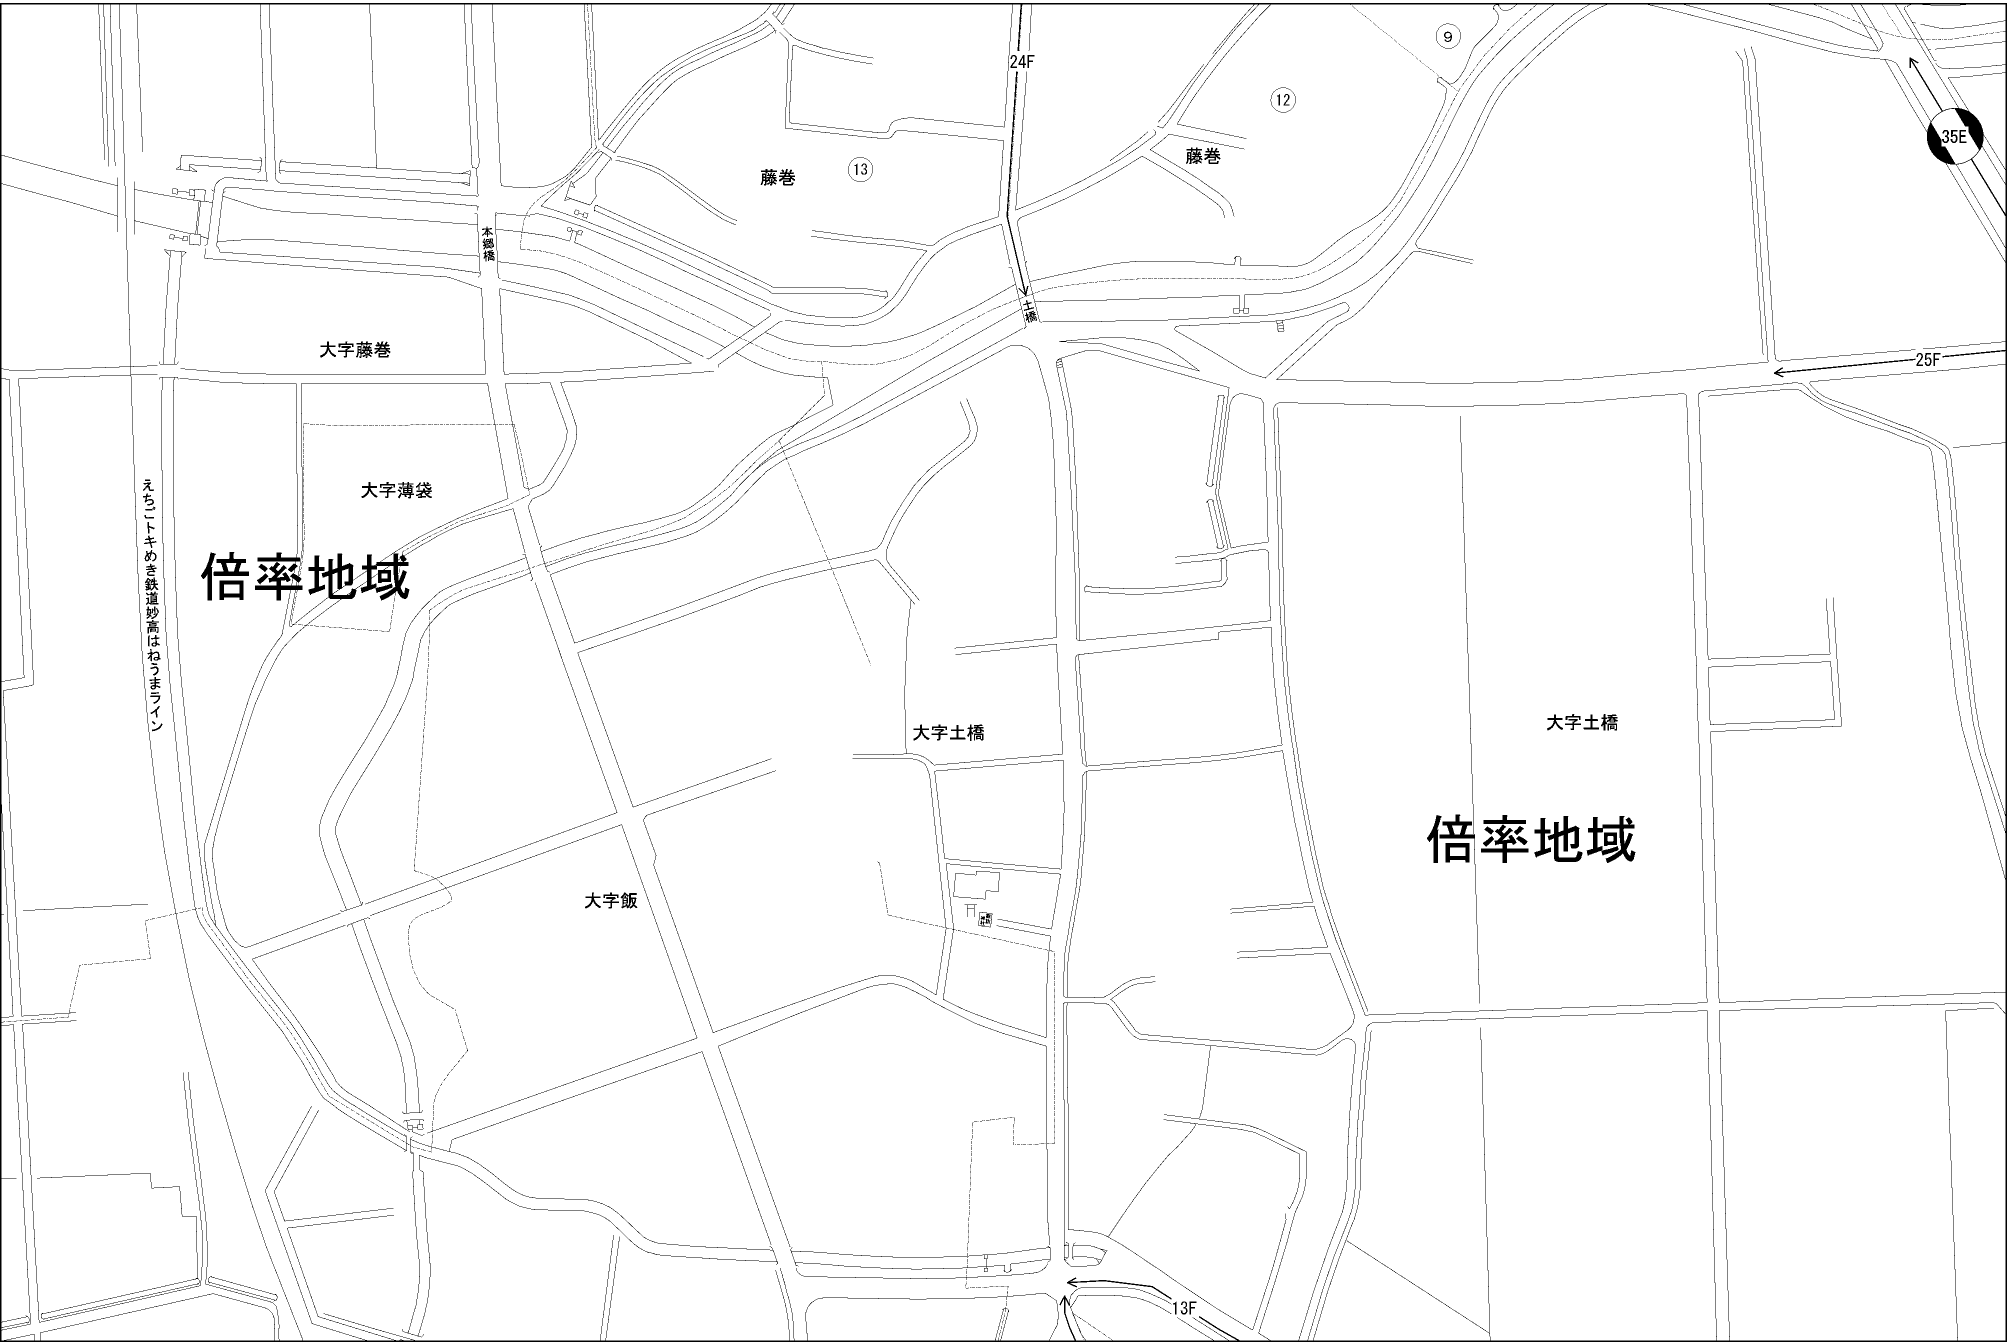 ⑨
24F
⑫
35E
藤巻
⑬
藤巻
本郷橋
土橋
大字藤巻
25F
大字薄袋
えちごトキめき鉄道妙高はねうまライン
倍率地域
大字土橋
大字土橋
倍率地域
大字飯
13F